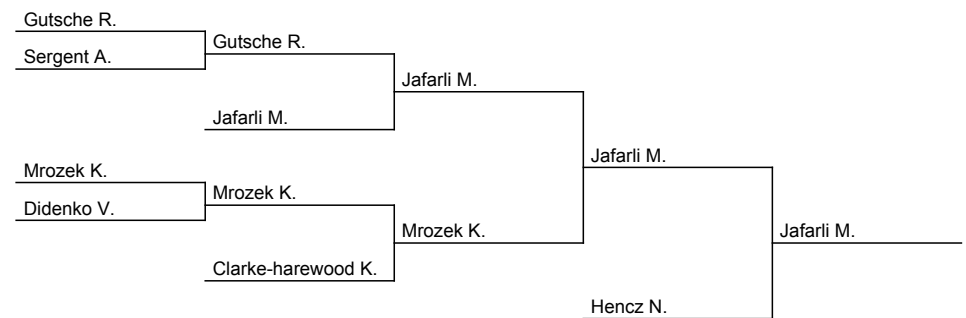 Gutsche R.
Gutsche R.
Sergent A.
Jafarli M.
Jafarli M.
Jafarli M.
Mrozek K.
Mrozek K.
Didenko V.
Mrozek K.
Jafarli M.
Clarke-harewood K.
Hencz N.